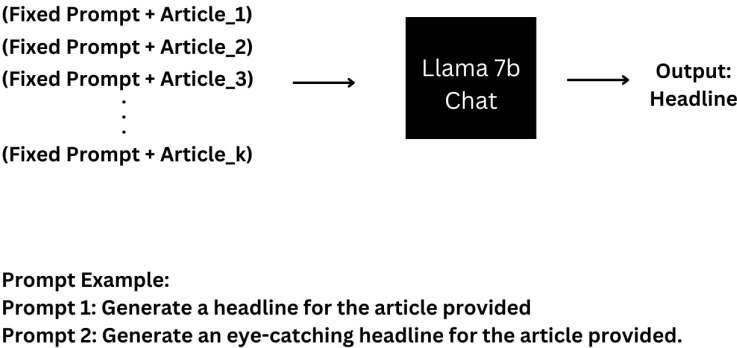 (Fixed Prompt + Article_1)
(Fixed Prompt + Article_2)
(Fixed Prompt + Article_3)
(Fixed Prompt + Article_k)
Llama 7b
Chat
Output:
Headline
Prompt Example:
Prompt 1: Generate a headline for the article provided
Prompt 2: Generate an eye-catching headline for the article provided.